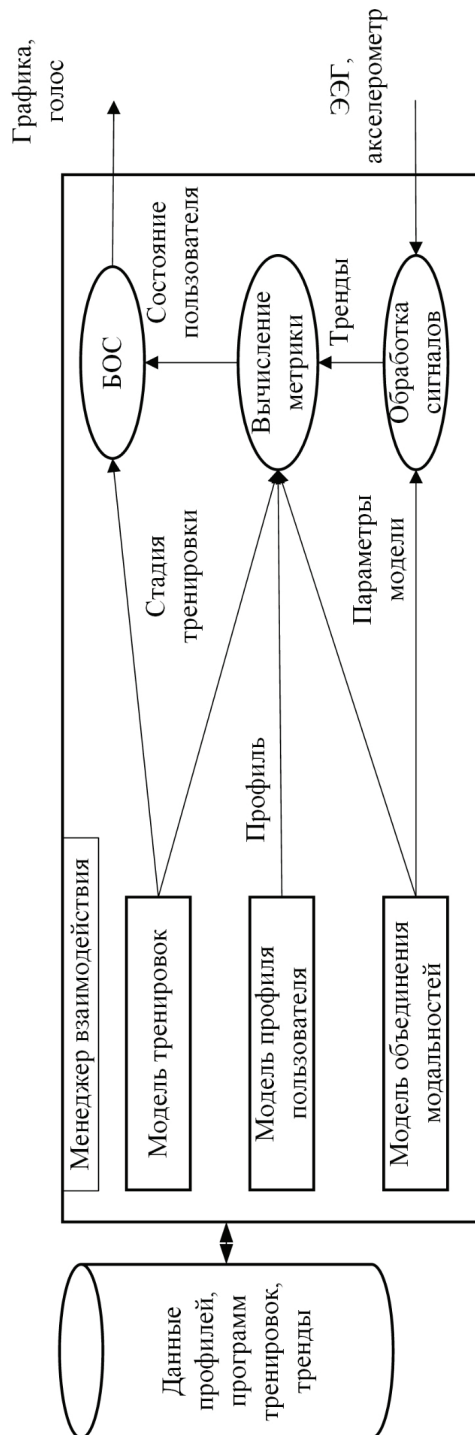 Данные
профилей,
программ
тренировок,
тренды
Менеджер взаимодействия
Модель тренировок
Модель профиля
пользователя
Модель объединения
модальностей
Стадия
тренировки
Профиль
Параметры
модели
БОС
Состояние
пользователя
Вычисление
метрики
Тренды
Обработка
сигналов
Графика,
голос
ЭЭГ,
акселерометр